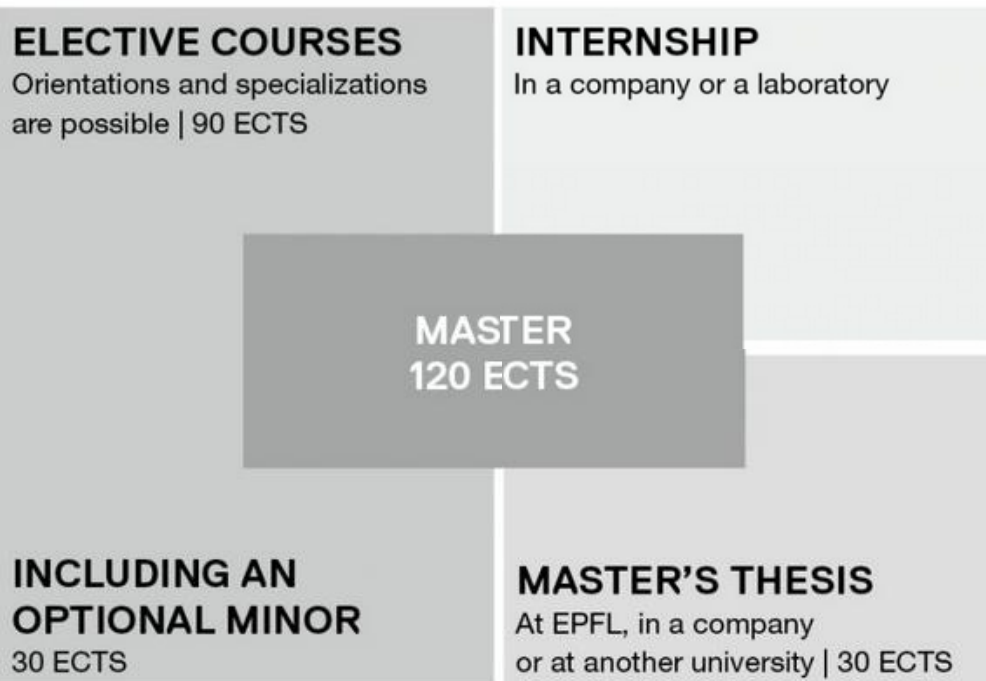 ELECTIVE COURSES
Orientations and specializations
are possible | 90 ECTS
INTERNSHIP
In a company or a laboratory
MASTER
120 ECTS
INCLUDING AN
OPTIONAL MINOR
30 ECTS
MASTER’S THESIS
At EPFL, in a company
or at another university | 30 ECTS